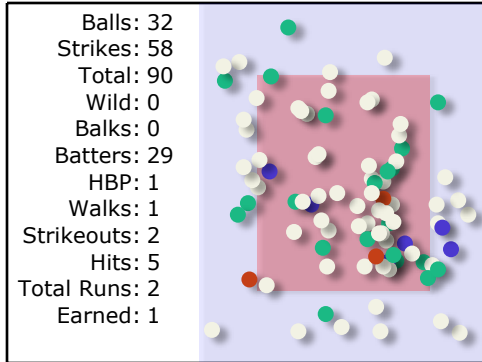 Balls: 32
Strikes: 58
Total: 90
Wild: 0
Balks: 0
Batters: 29
HBP: 1
Walks: 1
Strikeouts: 2
Hits: 5
Total Runs: 2
Earned: 1